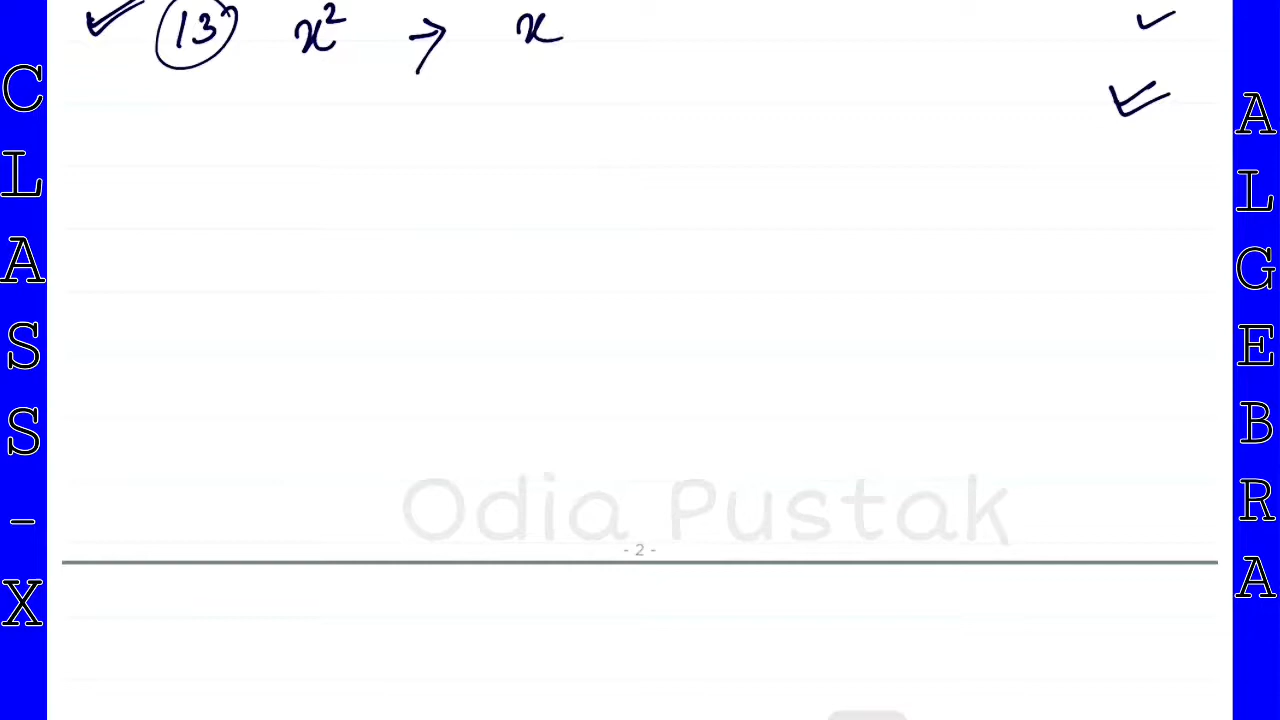 13 x² → x
Odia Pustak
- 2 -
CLASS-X
ALGEBRA